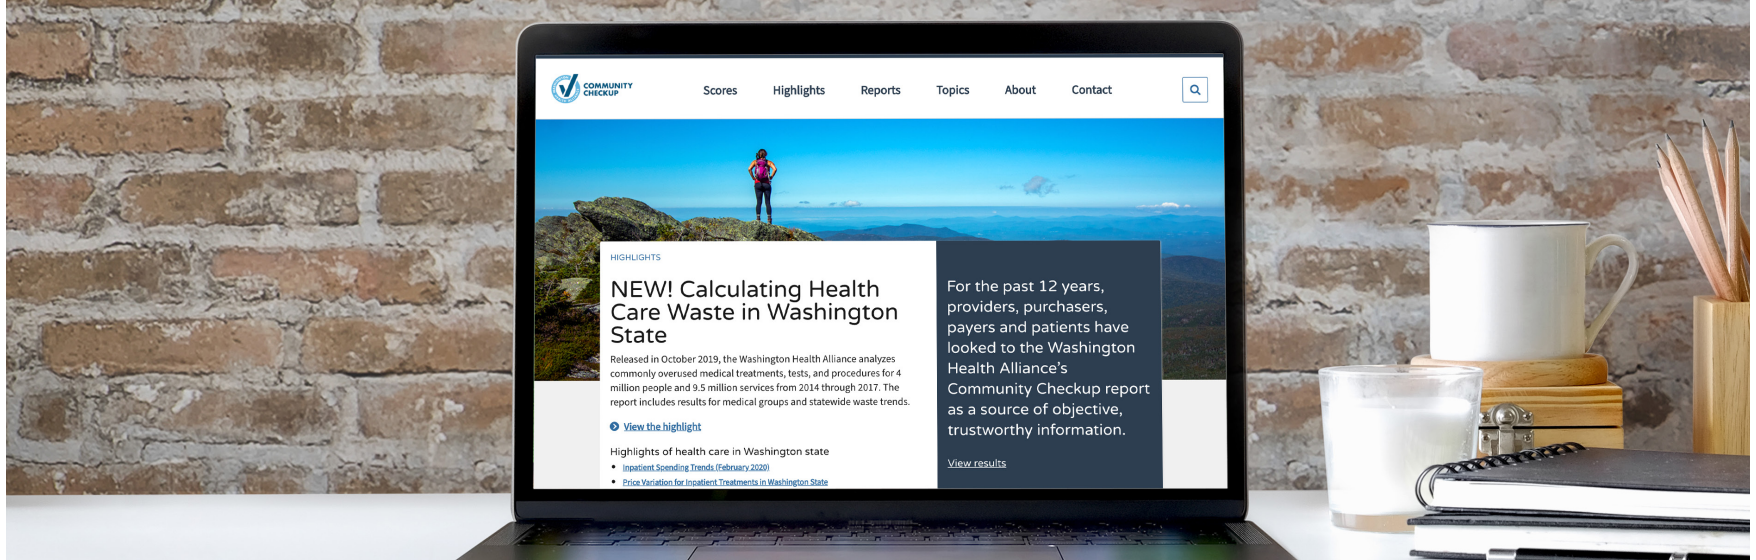 COMMUNITY
CHECKUP
Scores
Highlights
Reports
Topics
About
Contact
HIGHLIGHTS
NEW! Calculating Health
Care Waste in Washington
State
Released in October 2019, the Washington Health Alliance analyzes
commonly overused medical treatments, tests, and procedures for 4
million people and 9.5 million services from 2014 through 2017. The
report includes results for medical groups and statewide waste trends.
View the highlight
Highlights of health care in Washington state
Inpatient Spending Trends (February 2020)
Price Variation for Inpatient Treatments in Washington State
For the past 12 years,
providers, purchasers,
payers and patients have
looked to the Washington
Health Alliance's
Community Checkup report
as a source of objective,
trustworthy information.
View results